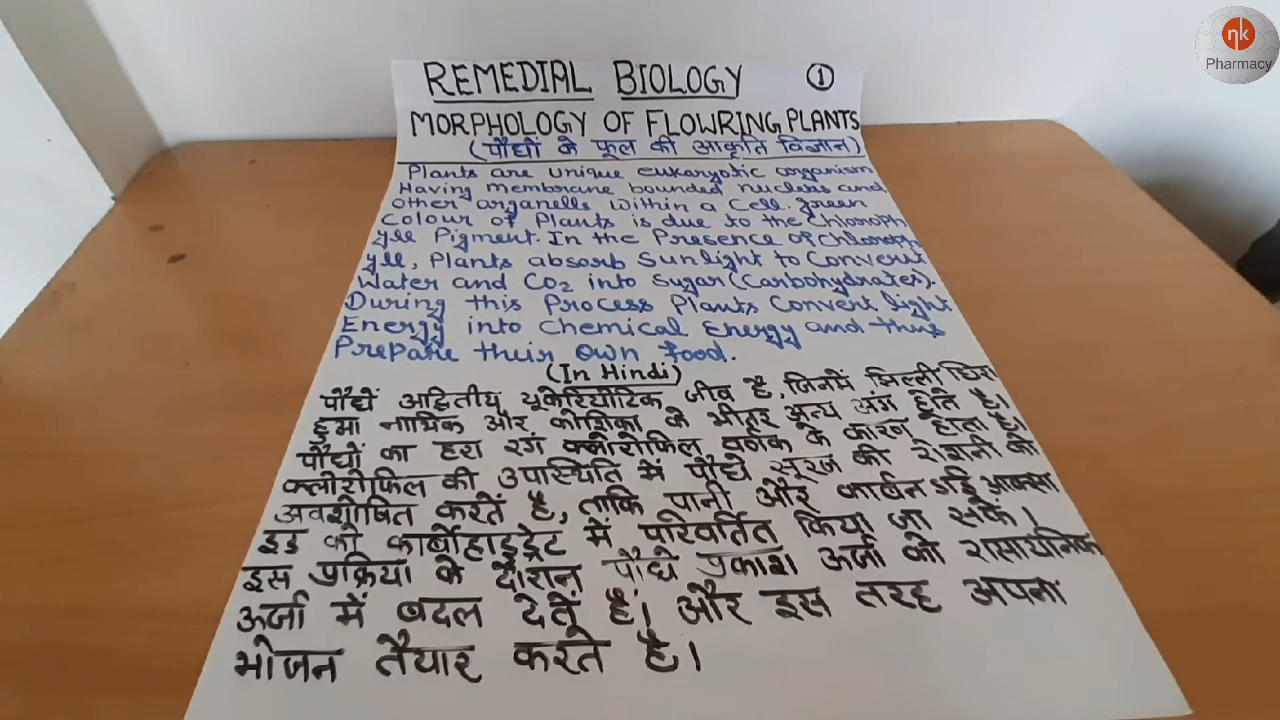 ηk
Pharmacy
REMEDIAL BIOLOGY ①
MORPHOLOGY OF FLOWRING PLANTS
(पौधों के फूल की आकृति विज्ञान)
Plants are unique eukaryotic organism
Having membrane bounded nucleus and
other organells within a cell. green
colour of Plants is due to the Chloroph
yll Pigment. In the Presence of chloroph
yll, Plants absorb Sunlight to Convert
Water and CO₂ into Sugar (Carbohydrates).
During this Process Plants Convert light
Energy into Chemical Energy and thus
Prepare their own food.
(In Hindi)
पौधें अद्वितीय यूकेरियोटिक जीव है, जिनमें झिल्ली घिरा
हुआ नाभिक और कोशिका के भीतर अन्य अंग होते है।
पौधों का हरा रंग क्लोरोफिल वर्णक के कारण होता है।
क्लोरोफिल की उपस्थिति में पौधे सूरज की रोशनी को
अवशोषित करतें है, ताकि पानी और कार्बन डाई आक्सा
इड को कार्बोहाइड्रेट में परिवर्तित किया जा सके।
इस प्रक्रिया के दौरान पौधे प्रकाश ऊर्जा को रासायनिक
ऊर्जा में बदल देतें है। और इस तरह अपना
भोजन तैयार करते है।